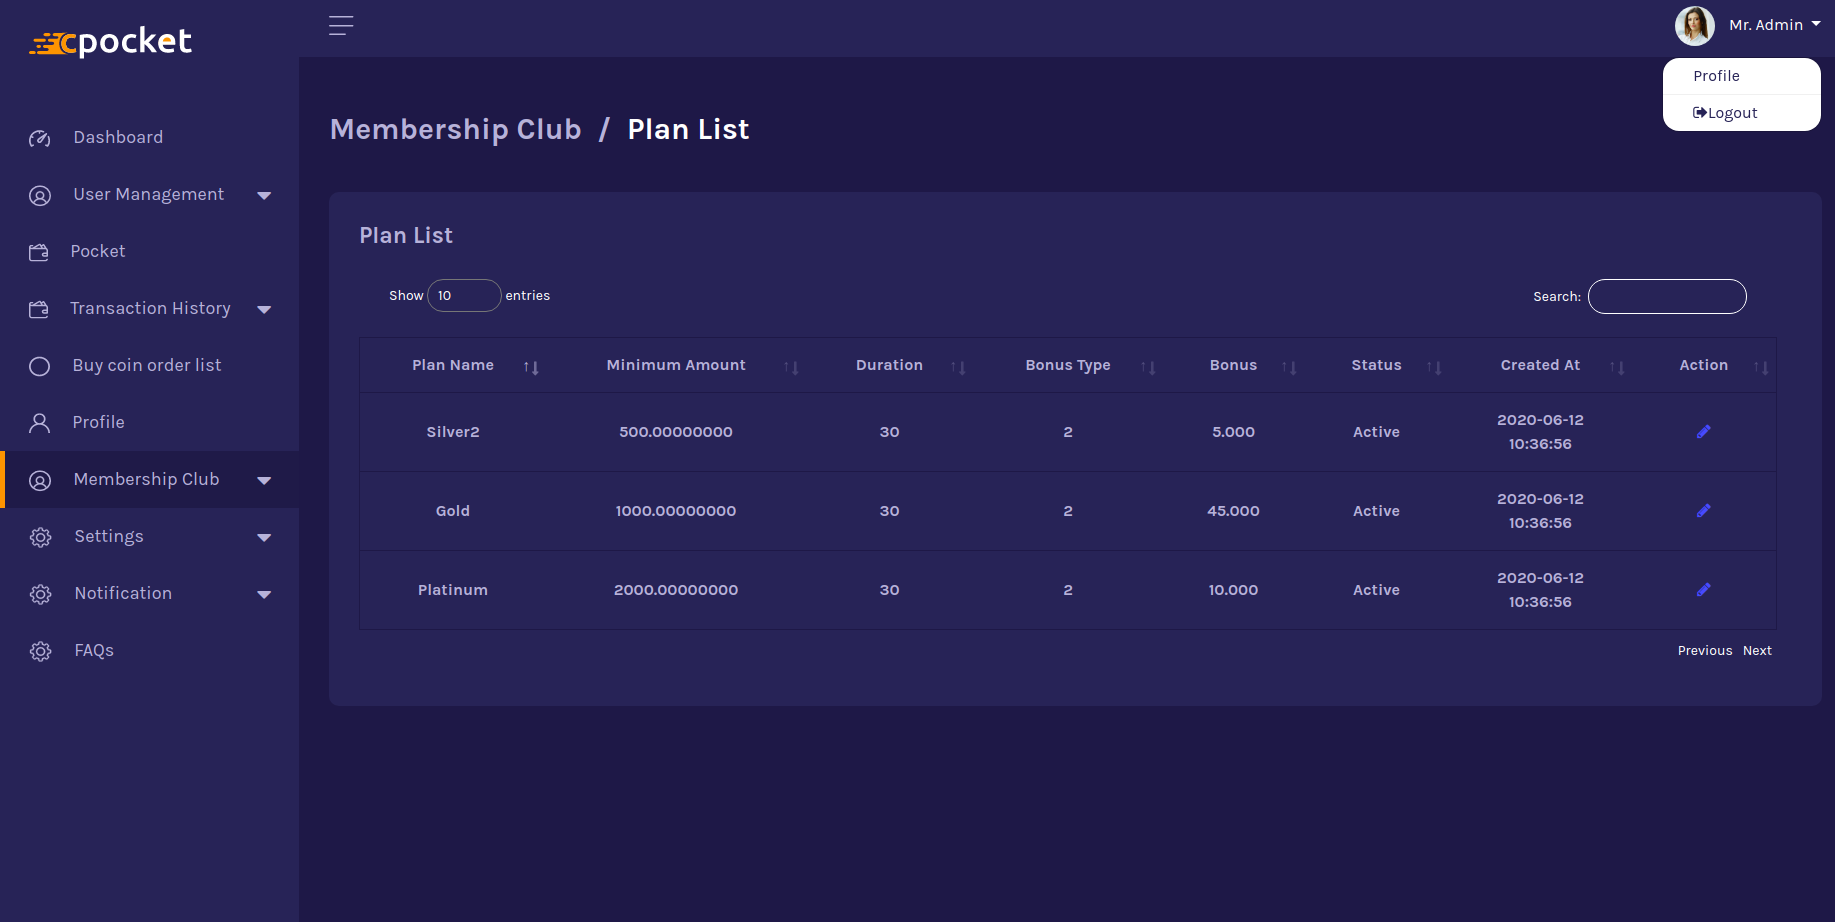 cpocket
Mr. Admin
Profile
Logout
Dashboard
User Management
Pocket
Transaction History
Buy coin order list
Profile
Membership Club
Settings
Notification
FAQs
Membership Club / Plan List
Plan List
Show 10 entries
Search:
Plan Name Minimum Amount Duration Bonus Type Bonus Status Created At Action
Silver2 500.00000000 30 2 5.000 Active 2020-06-12
10:36:56
Gold 1000.00000000 30 2 45.000 Active 2020-06-12
10:36:56
Platinum 2000.00000000 30 2 10.000 Active 2020-06-12
10:36:56
Previous Next